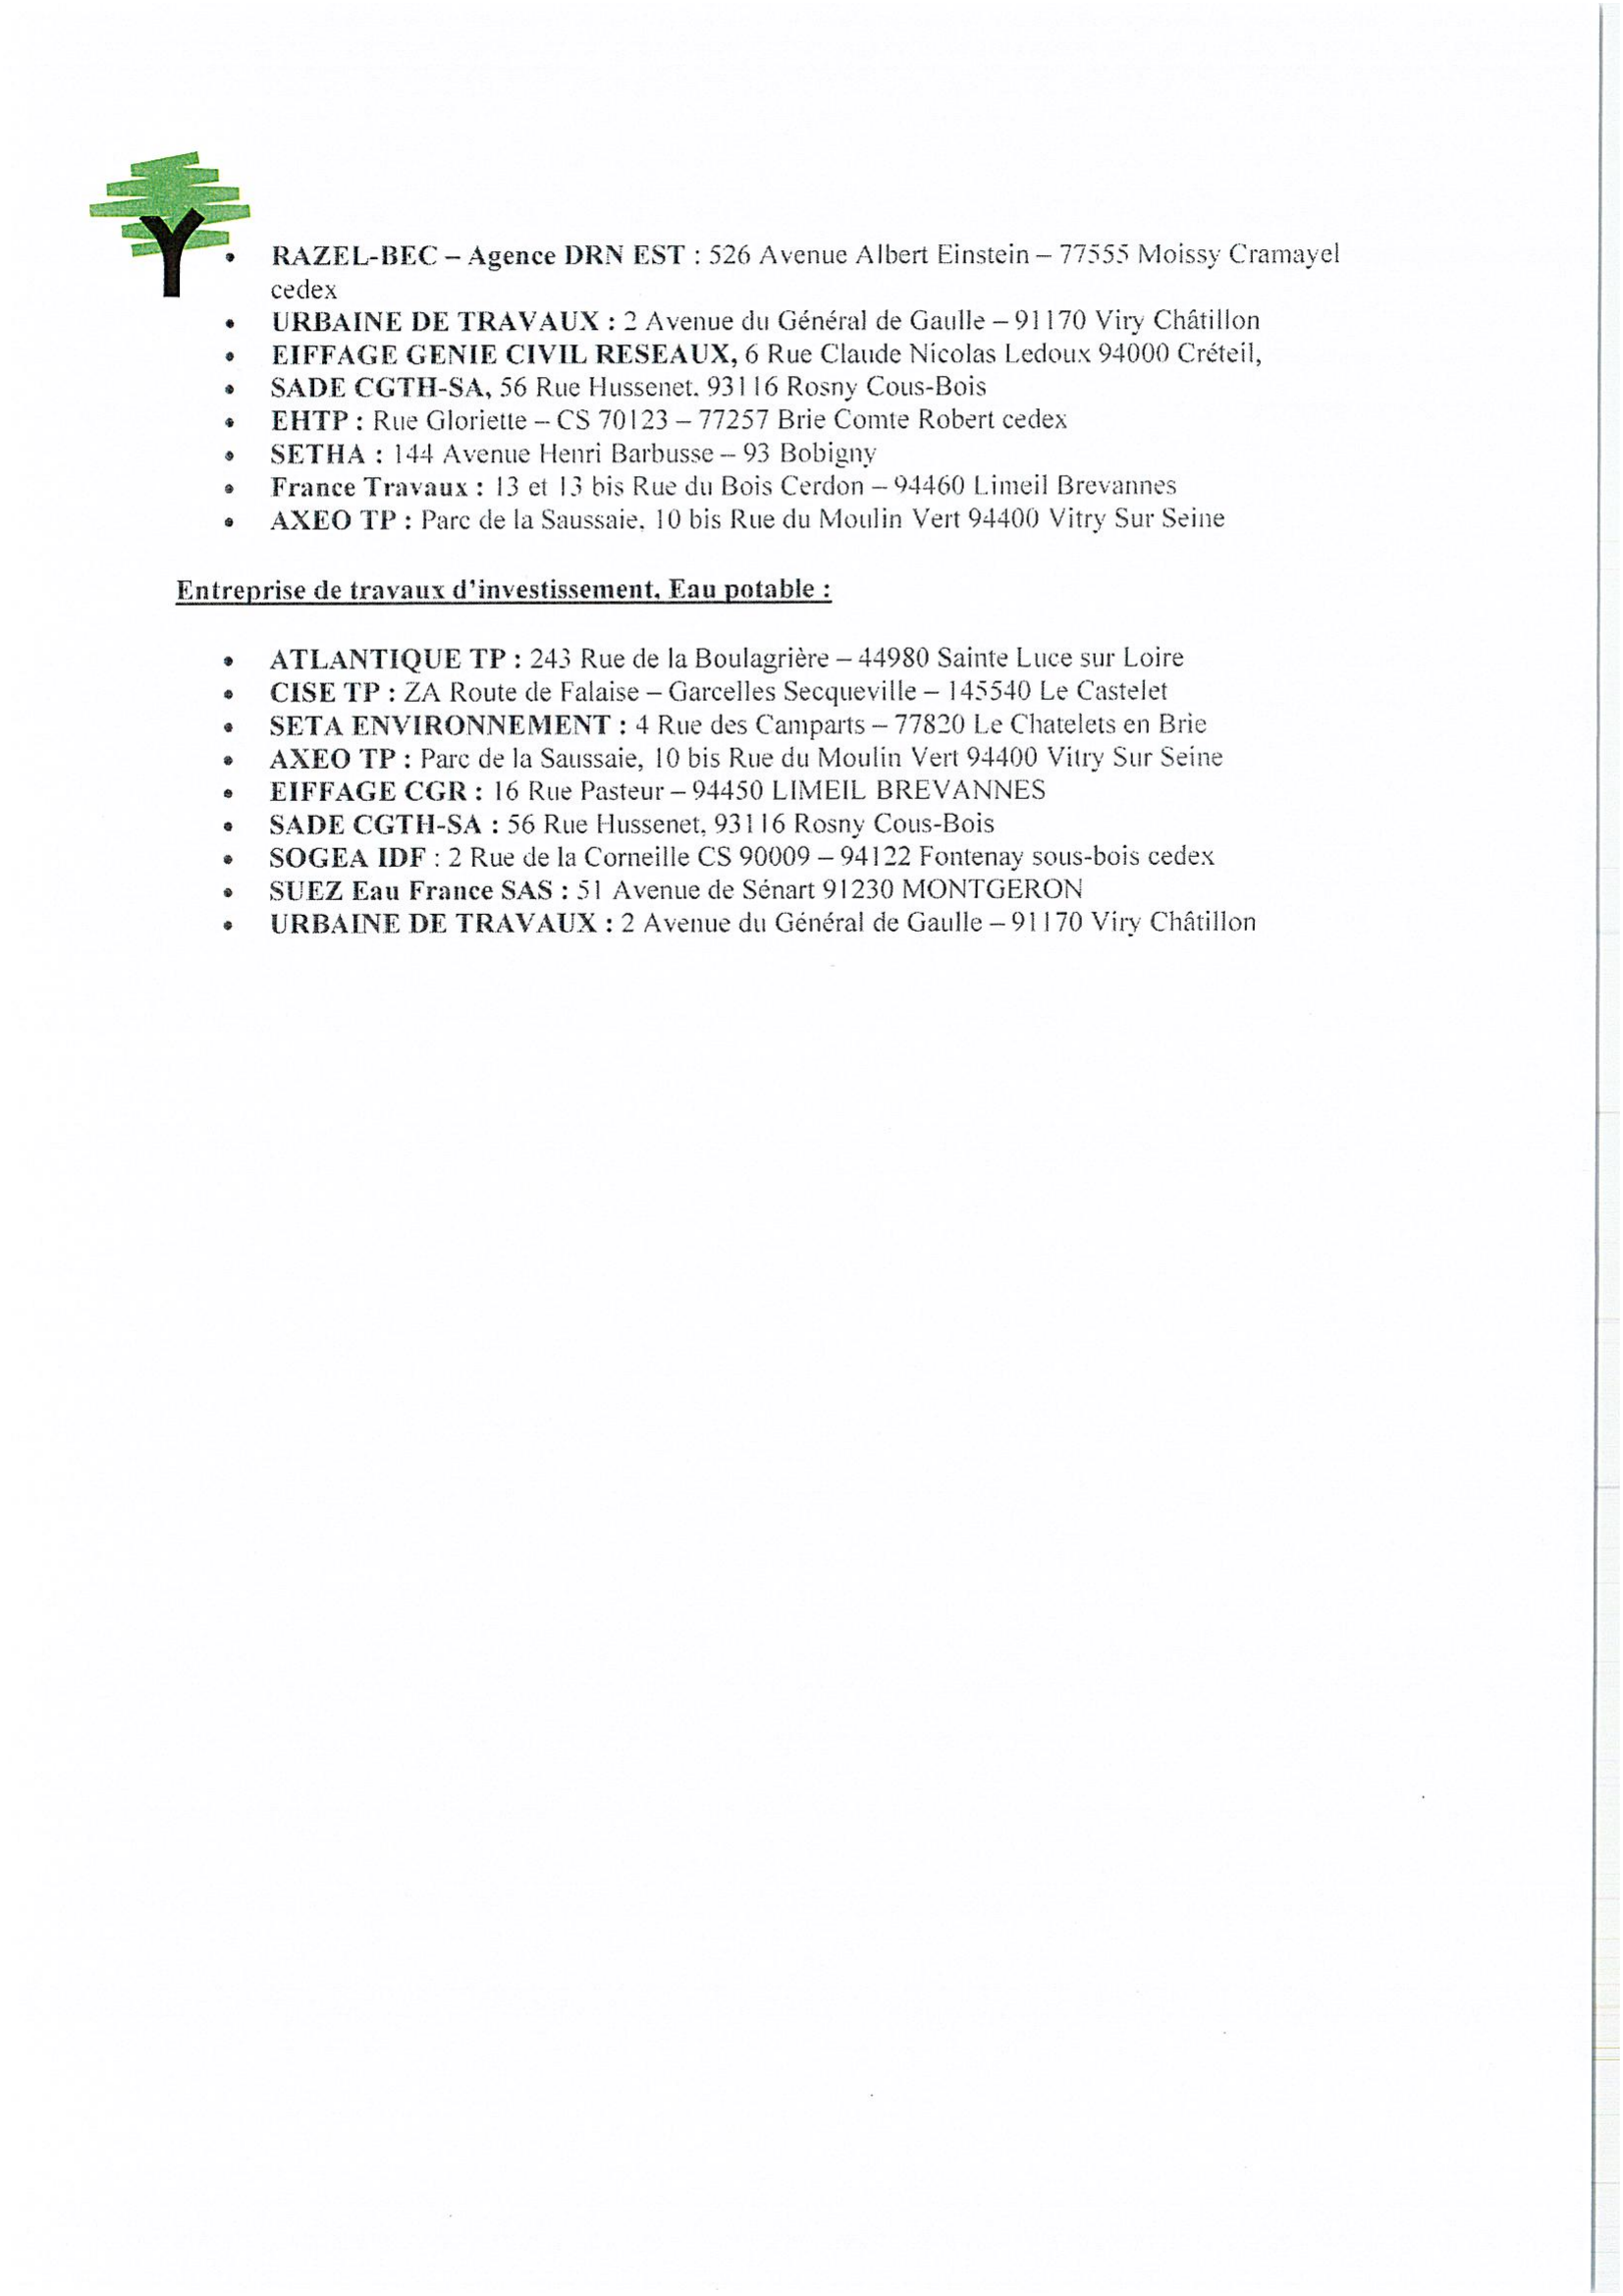 • RAZEL-BEC – Agence DRN EST : 526 Avenue Albert Einstein – 77555 Moissy Cramayel
cedex
• URBAINE DE TRAVAUX : 2 Avenue du Général de Gaulle – 91170 Viry Châtillon
• EIFFAGE GENIE CIVIL RESEAUX, 6 Rue Claude Nicolas Ledoux 94000 Créteil,
• SADE CGTH-SA, 56 Rue Hussenet, 93116 Rosny Cous-Bois
• EHTP : Rue Gloriette – CS 70123 – 77257 Brie Comte Robert cedex
• SETHA : 144 Avenue Henri Barbusse – 93 Bobigny
• France Travaux : 13 et 13 bis Rue du Bois Cerdon – 94460 Limeil Brevannes
• AXEO TP : Parc de la Saussaie, 10 bis Rue du Moulin Vert 94400 Vitry Sur Seine
Entreprise de travaux d'investissement, Eau potable :
• ATLANTIQUE TP : 243 Rue de la Boulagrière – 44980 Sainte Luce sur Loire
• CISE TP : ZA Route de Falaise – Garcelles Secqueville – 145540 Le Castelet
• SETA ENVIRONNEMENT : 4 Rue des Camparts – 77820 Le Chatelets en Brie
• AXEO TP : Parc de la Saussaie, 10 bis Rue du Moulin Vert 94400 Vitry Sur Seine
• EIFFAGE CGR : 16 Rue Pasteur – 94450 LIMEIL BREVANNES
• SADE CGTH-SA : 56 Rue Hussenet, 93116 Rosny Cous-Bois
• SOGEA IDF : 2 Rue de la Corneille CS 90009 – 94122 Fontenay sous-bois cedex
• SUEZ Eau France SAS : 51 Avenue de Sénart 91230 MONTGERON
• URBAINE DE TRAVAUX : 2 Avenue du Général de Gaulle – 91170 Viry Châtillon